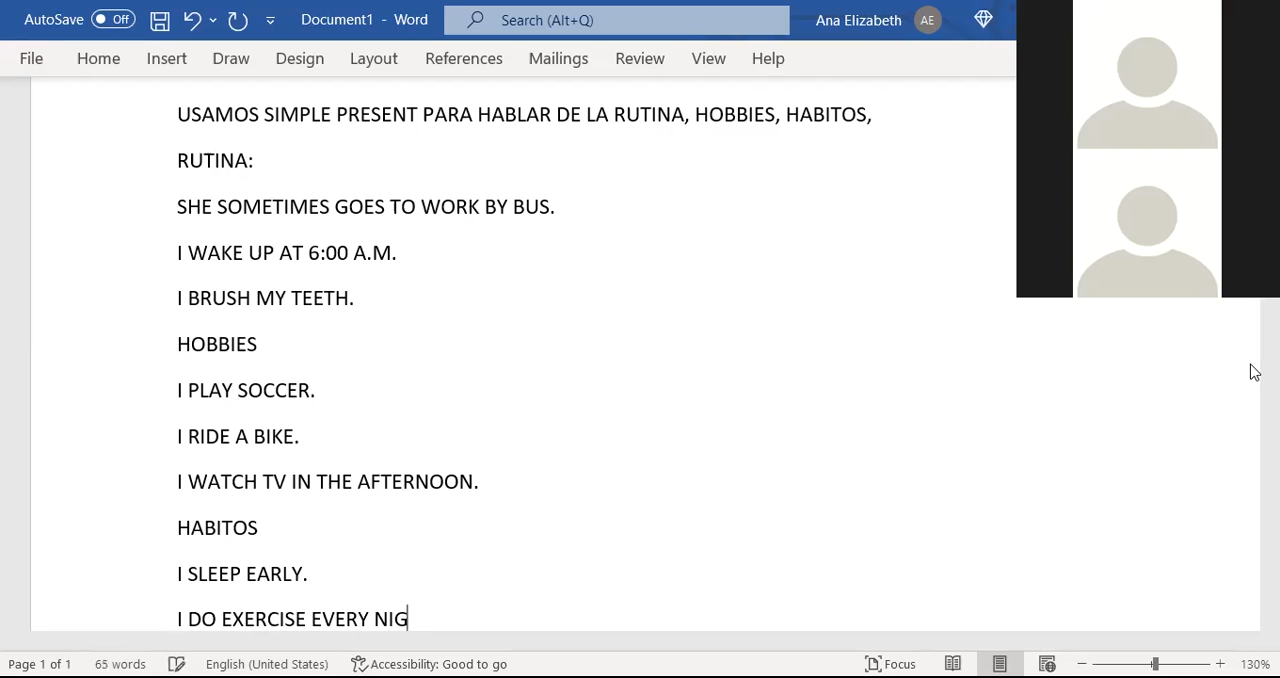 AutoSave Off Document1 - Word Search (Alt+Q) Ana Elizabeth AE
File Home Insert Draw Design Layout References Mailings Review View Help
USAMOS SIMPLE PRESENT PARA HABLAR DE LA RUTINA, HOBBIES, HABITOS,
RUTINA:
SHE SOMETIMES GOES TO WORK BY BUS.
I WAKE UP AT 6:00 A.M.
I BRUSH MY TEETH.
HOBBIES
I PLAY SOCCER.
I RIDE A BIKE.
I WATCH TV IN THE AFTERNOON.
HABITOS
I SLEEP EARLY.
I DO EXERCISE EVERY NIG
Page 1 of 1 65 words English (United States) Accessibility: Good to go Focus 130%